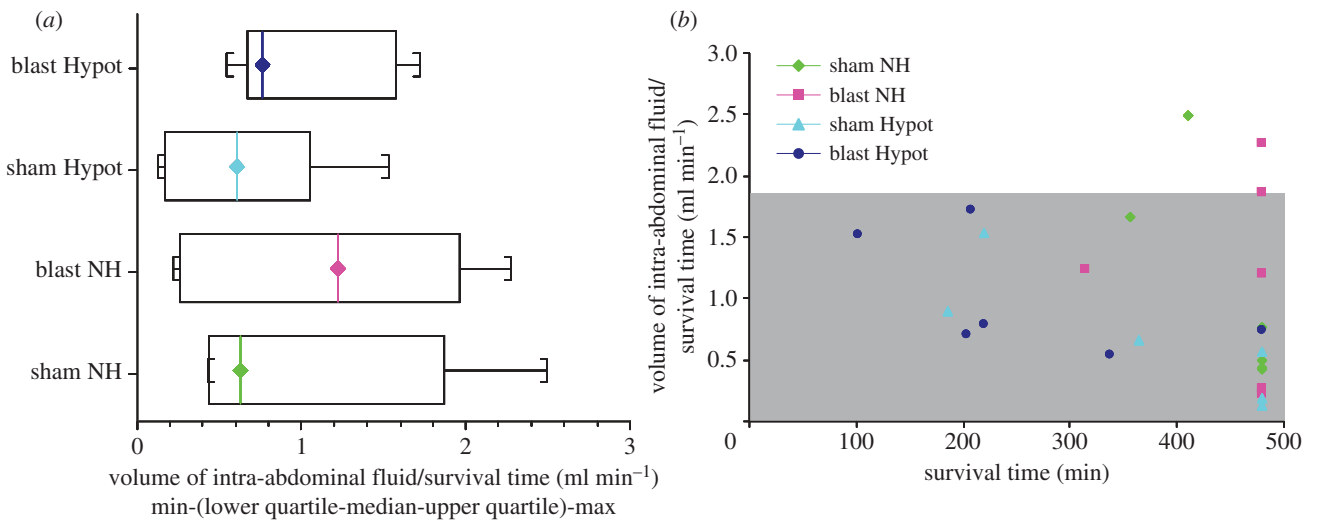 (a)
blast Hypot
sham Hypot
blast NH
sham NH
0 1 2 3
volume of intra-abdominal fluid/survival time (ml min⁻¹)
min-(lower quartile-median-upper quartile)-max
(b)
volume of intra-abdominal fluid/
survival time (ml min⁻¹)
3.0
2.5
2.0
1.5
1.0
0.5
0 100 200 300 400 500
survival time (min)
sham NH
blast NH
sham Hypot
blast Hypot